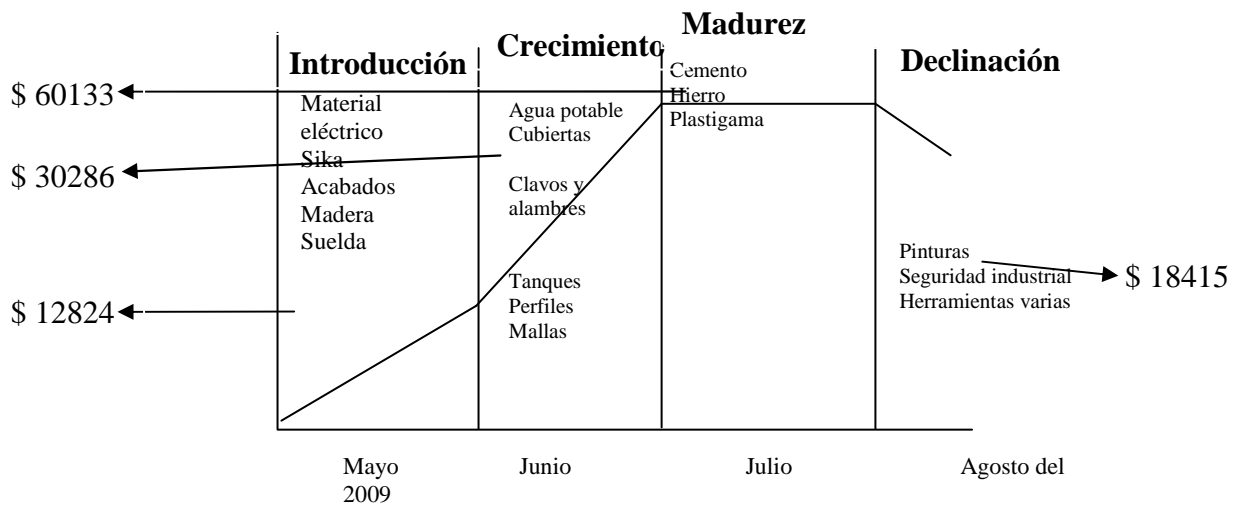 Introducción
Crecimiento
Madurez
Declinación
$ 60133
$ 30286
$ 12824
Material
eléctrico
Sika
Acabados
Madera
Suelda
Agua potable
Cubiertas
Clavos y
alambres
Tanques
Perfiles
Mallas
Cemento
Hierro
Plastigama
Pinturas
Seguridad industrial
Herramientas varias
$ 18415
Mayo
2009
Junio
Julio
Agosto del